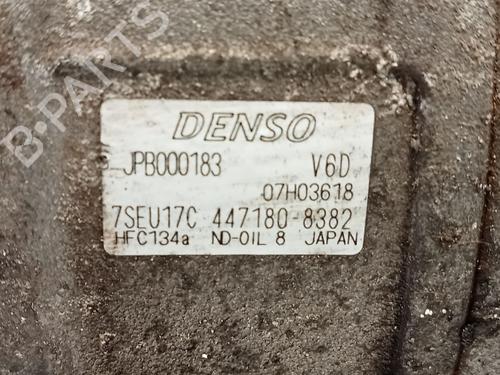 B-PARTS
DENSO
JPB000183 V6D
07H03618
7SEU17C 447180-8382
HFC134a ND-OIL 8 JAPAN